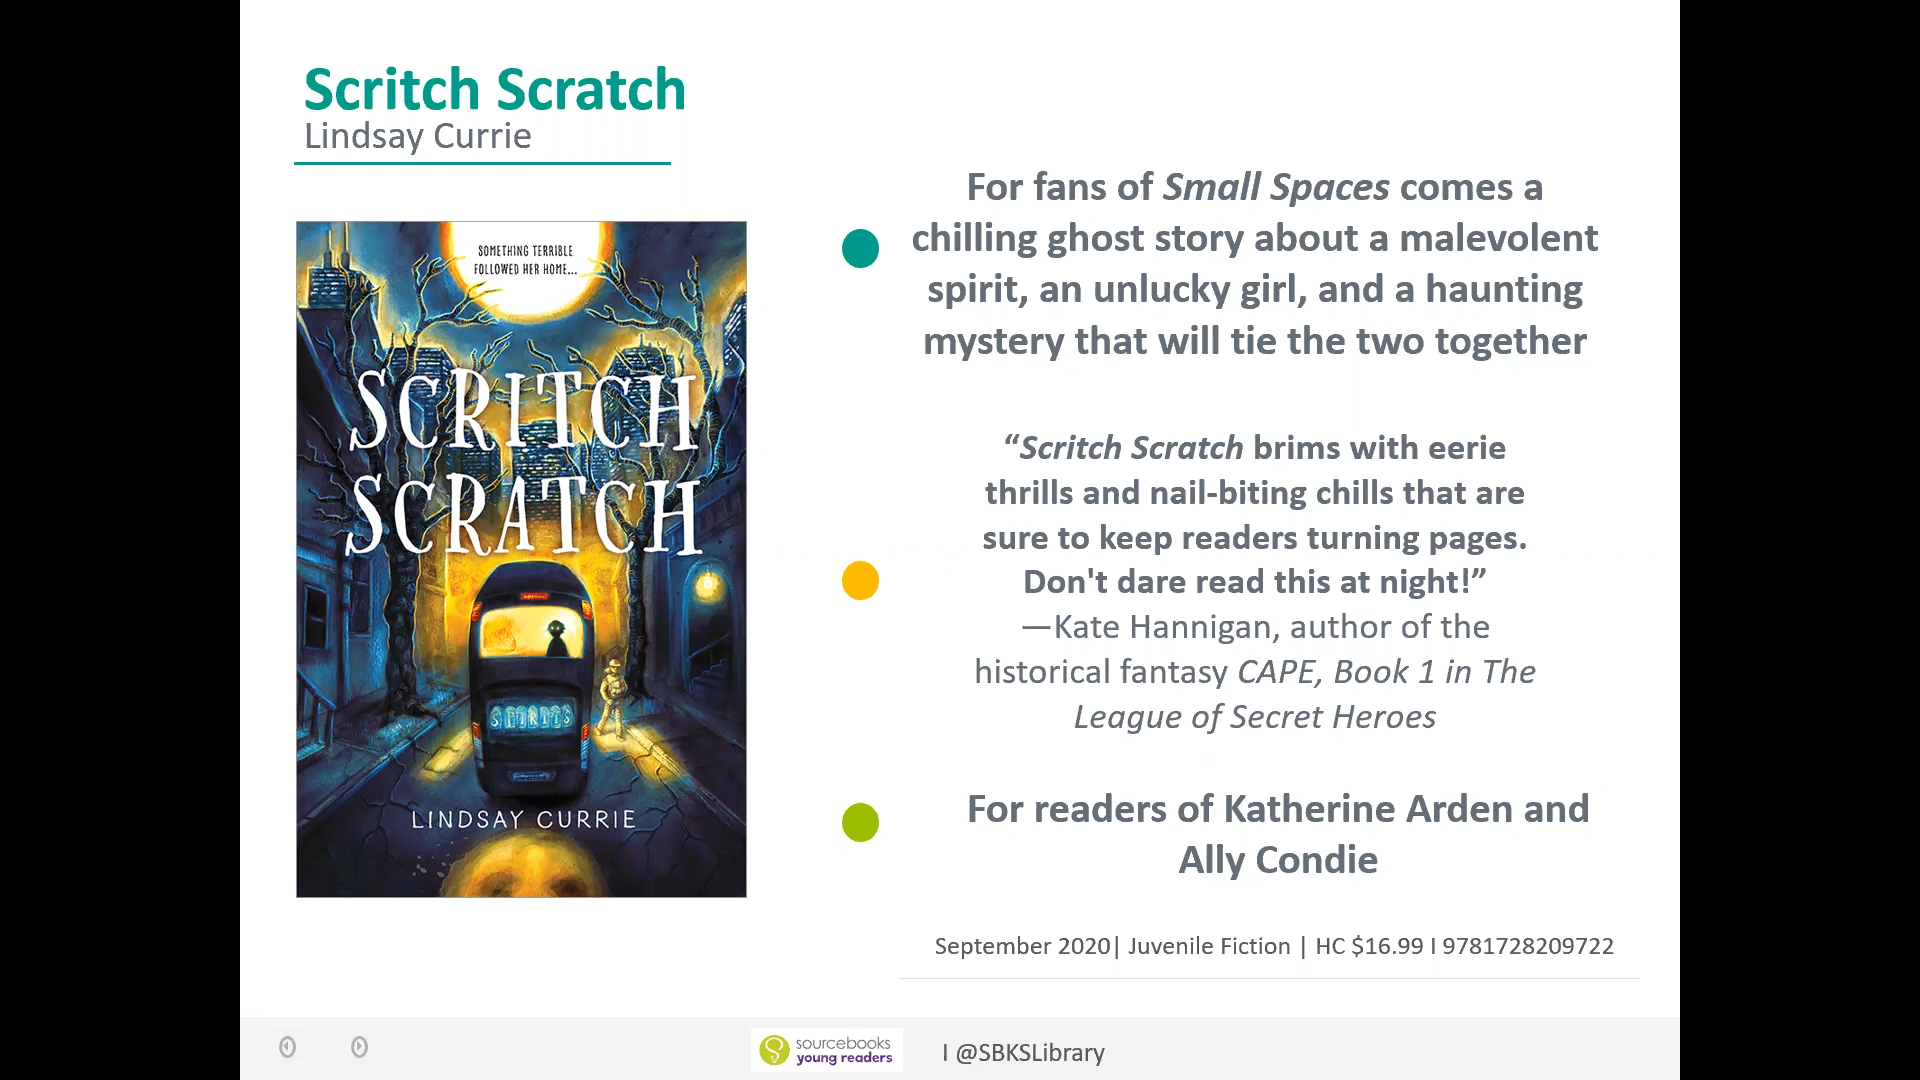 Scritch Scratch
Lindsay Currie
SOMETHING TERRIBLE
FOLLOWED HER HOME...
SCRITCH
SCRATCH
SPIRITS
LINDSAY CURRIE
For fans of Small Spaces comes a
chilling ghost story about a malevolent
spirit, an unlucky girl, and a haunting
mystery that will tie the two together
“Scritch Scratch brims with eerie
thrills and nail-biting chills that are
sure to keep readers turning pages.
Don't dare read this at night!”
—Kate Hannigan, author of the
historical fantasy CAPE, Book 1 in The
League of Secret Heroes
For readers of Katherine Arden and
Ally Condie
September 2020| Juvenile Fiction | HC $16.99 I 9781728209722
sourcebooks
young readers
I @SBKSLibrary